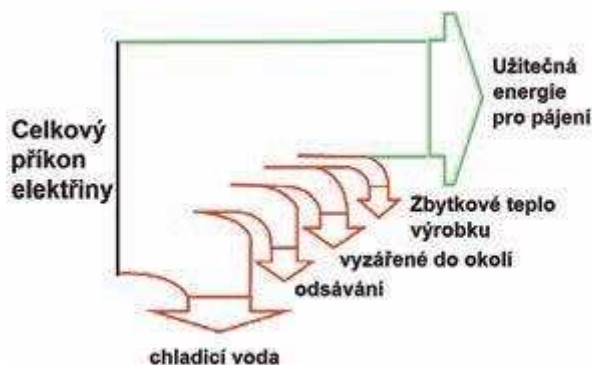 Celkový
příkon
elektřiny
Užitečná
energie
pro pájení
Zbytkové teplo
výrobku
vyzářené do okolí
odsávání
chladicí voda